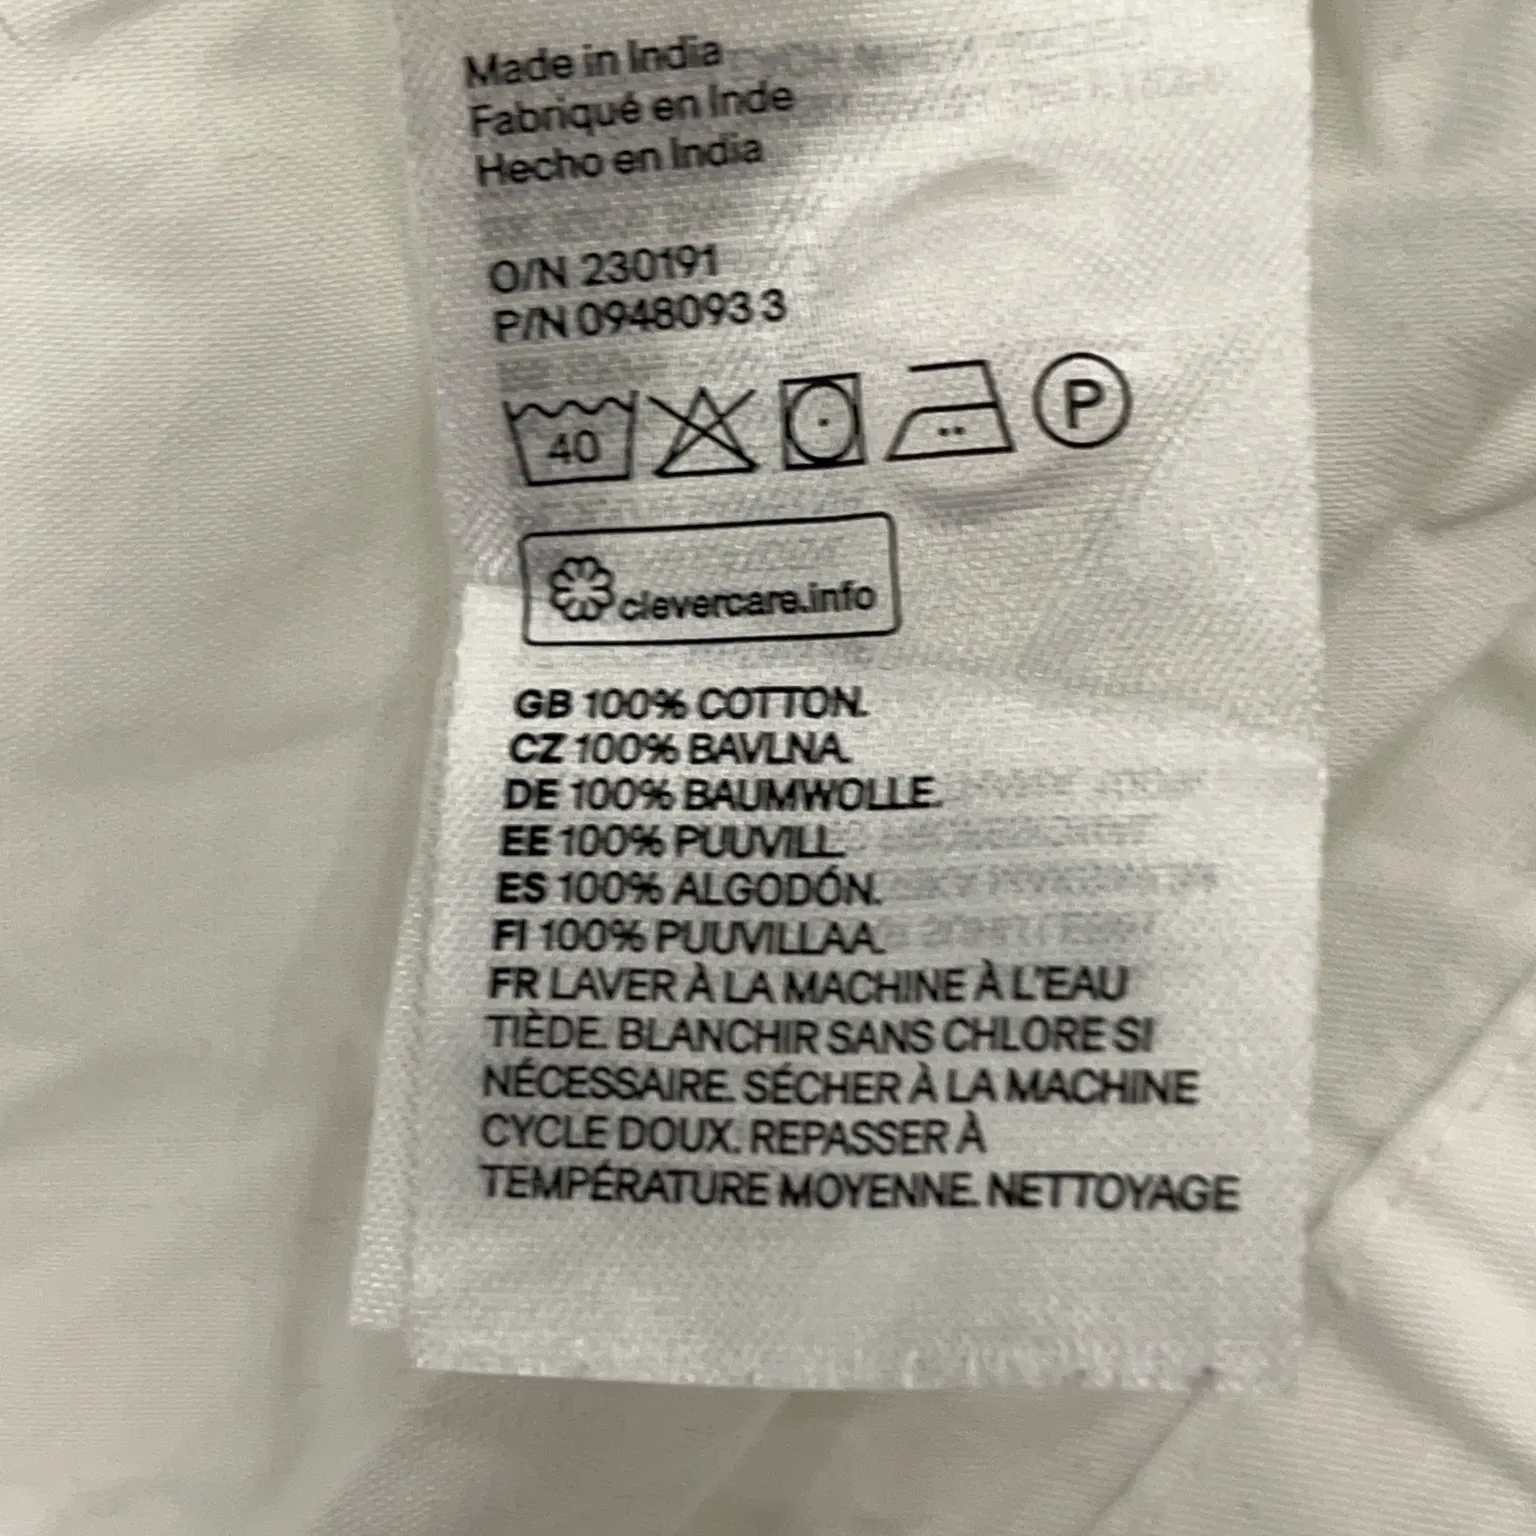 Made in India
Fabriqué en Inde
Hecho en India
O/N 230191
P/N 0948093 3
40
P
clevercare.info
GB 100% COTTON.
CZ 100% BAVLNA.
DE 100% BAUMWOLLE.
EE 100% PUUVILL.
ES 100% ALGODÓN.
FI 100% PUUVILLAA.
FR LAVER À LA MACHINE À L'EAU
TIÈDE. BLANCHIR SANS CHLORE SI
NÉCESSAIRE. SÉCHER À LA MACHINE
CYCLE DOUX. REPASSER À
TEMPÉRATURE MOYENNE. NETTOYAGE